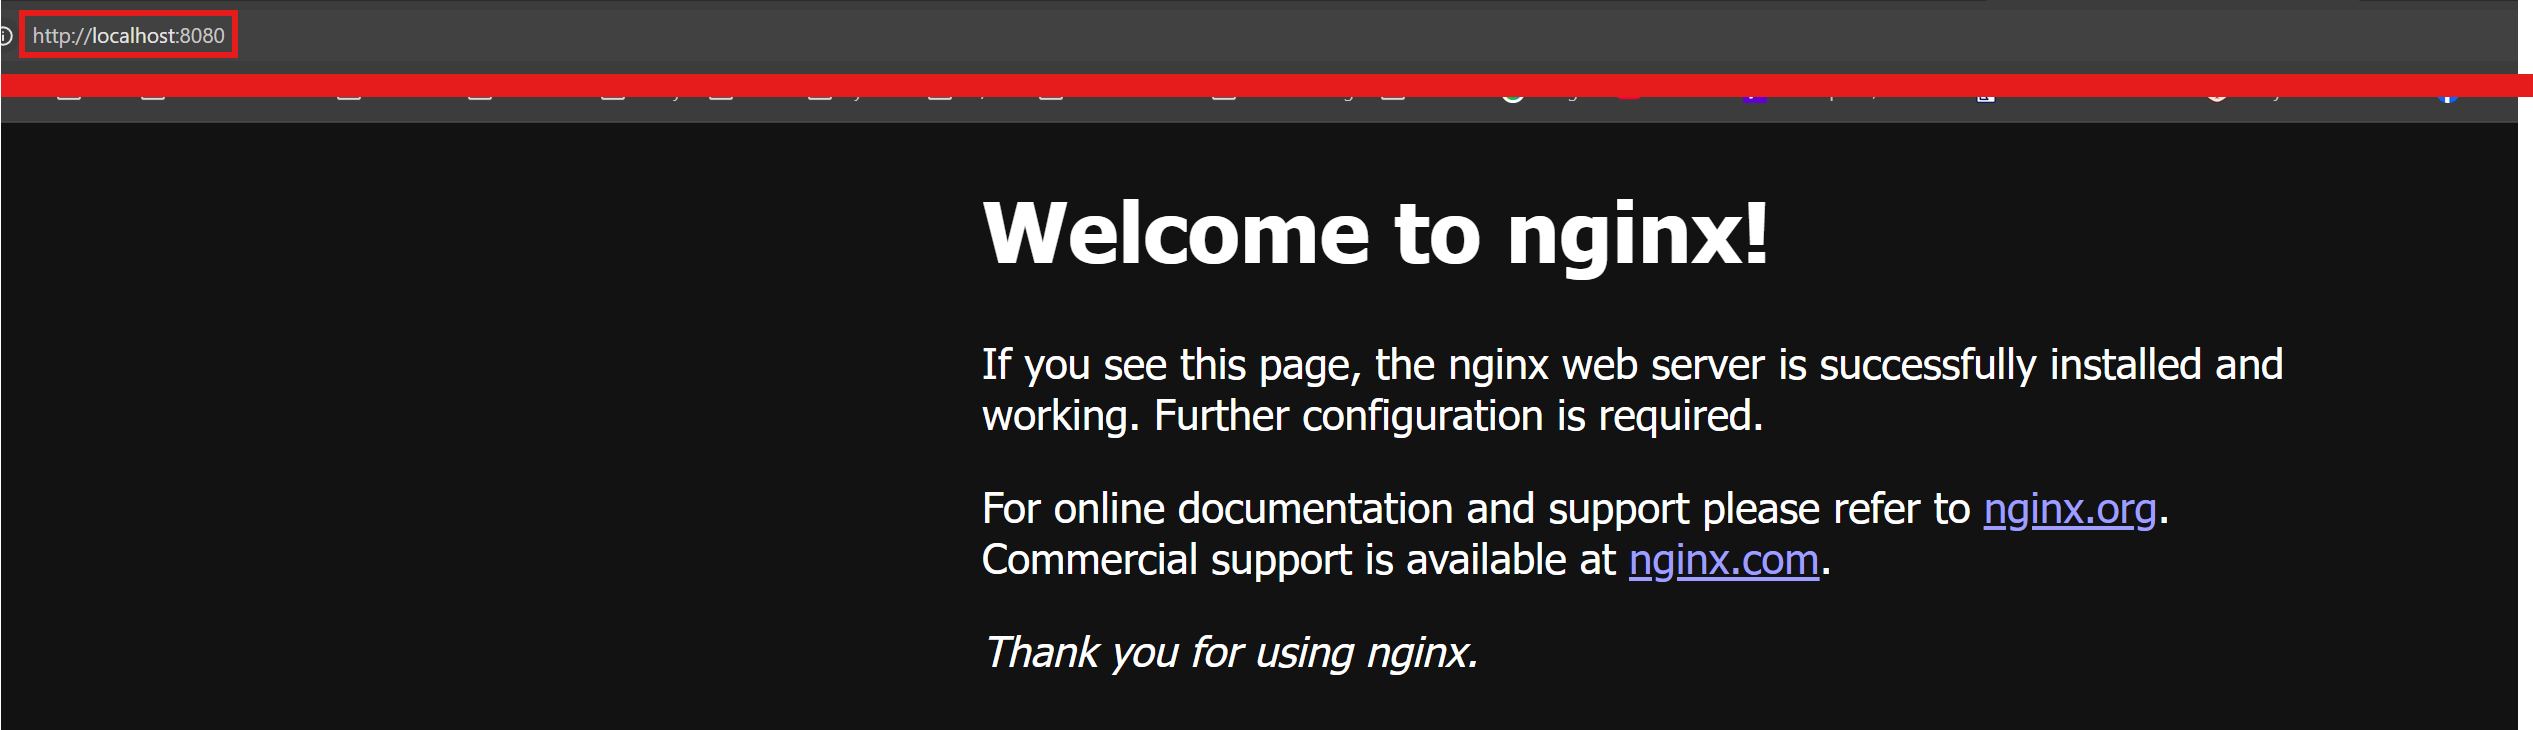 http://localhost:8080
Welcome to nginx!
If you see this page, the nginx web server is successfully installed and
working. Further configuration is required.
For online documentation and support please refer to nginx.org.
Commercial support is available at nginx.com.
Thank you for using nginx.